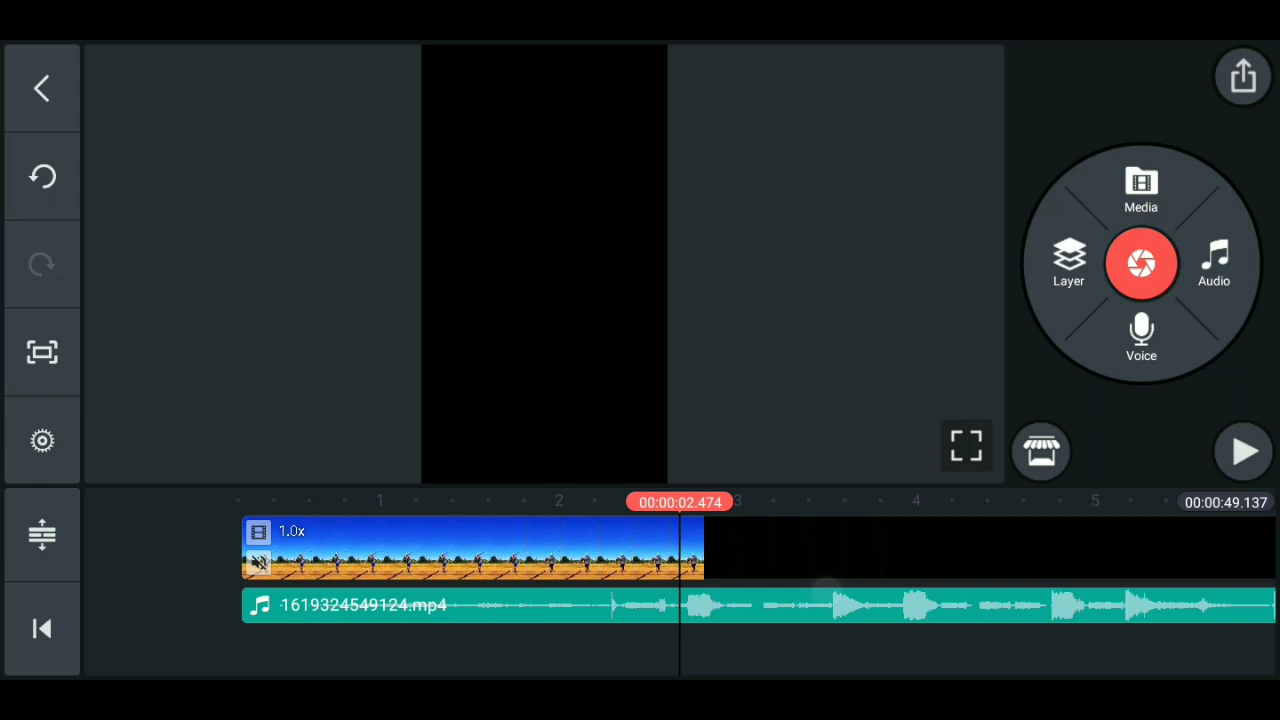 Media
Layer
Audio
Voice
1
2
00:00:02.474
3
4
5
00:00:49.137
1.0x
1619324549124.mp4